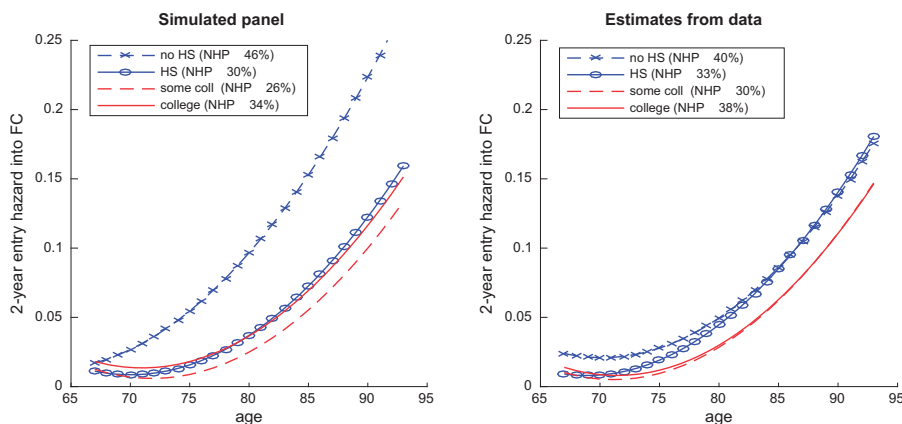 Simulated panel
0.25
0.2
0.15
0.1
0.05
0
2-year entry hazard into FC
no HS (NHP 46%)
HS (NHP 30%)
some coll (NHP 26%)
college (NHP 34%)
65 70 75 80 85 90 95
age
Estimates from data
0.25
0.2
0.15
0.1
0.05
0
2-year entry hazard into FC
no HS (NHP 40%)
HS (NHP 33%)
some coll (NHP 30%)
college (NHP 38%)
65 70 75 80 85 90 95
age